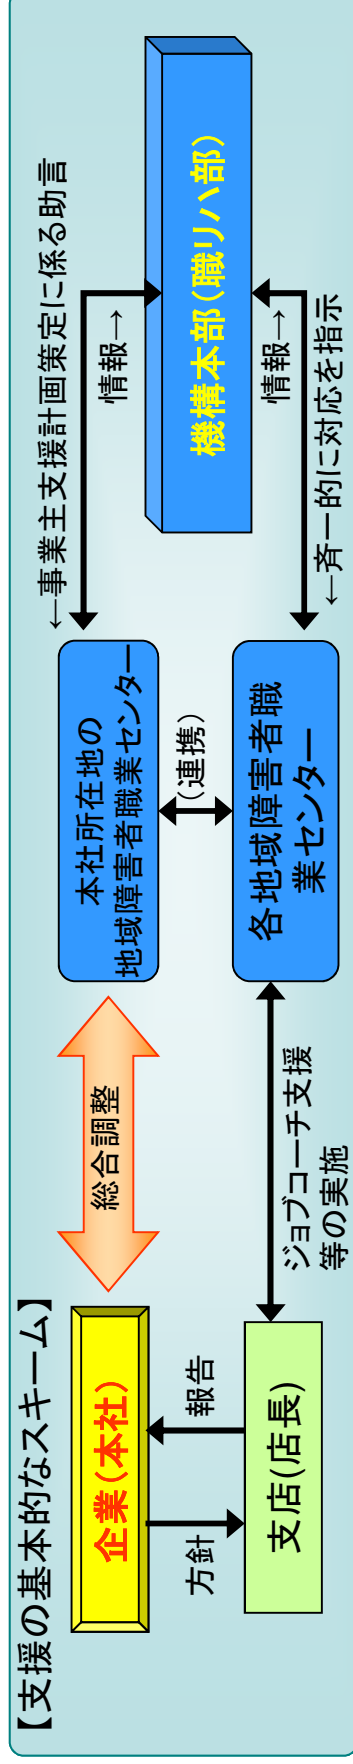 【支援の基本的なスキーム】
企業(本社)
方針
報告
支店(店長)
総合調整
ジョブコーチ支援
等の実施
本社所在地の
地域障害者職業センター
(連携)
各地域障害者職
業センター
←事業主支援計画策定に係る助言
情報→
機構本部(職リハ部)
情報→
←斉一的に対応を指示